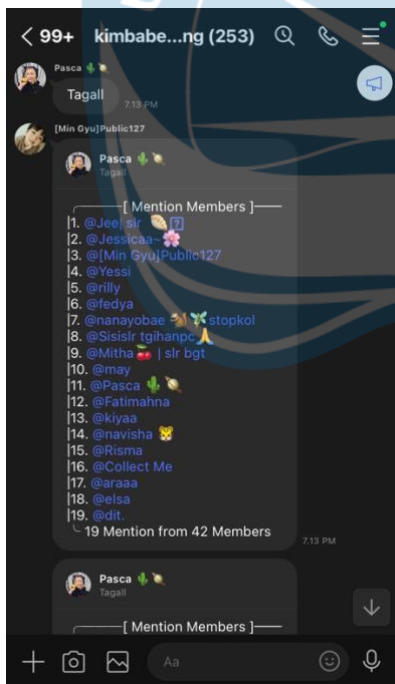 99+ kimbabe...ng (253)
Pasca
Tagall
7.13 PM
[Min Gyu]Public127
Pasca
Tagall
[ Mention Members ]
|1. @Jee| slr
|2. @Jessicaa~
|3. @[Min Gyu]Public127
|4. @Yessi
|5. @rilly
|6. @fedya
|7. @nanayobae stopkol
|8. @Sisislr tgihanpc
|9. @Mitha | slr bgt
|10. @may
|11. @Pasca
|12. @Fatimahna
|13. @kiyaa
|14. @navisha
|15. @Risma
|16. @Collect Me
|17. @araaa
|18. @elsa
|19. @dit.
19 Mention from 42 Members
7.13 PM
Pasca
Tagall
[ Mention Members ]
Aa